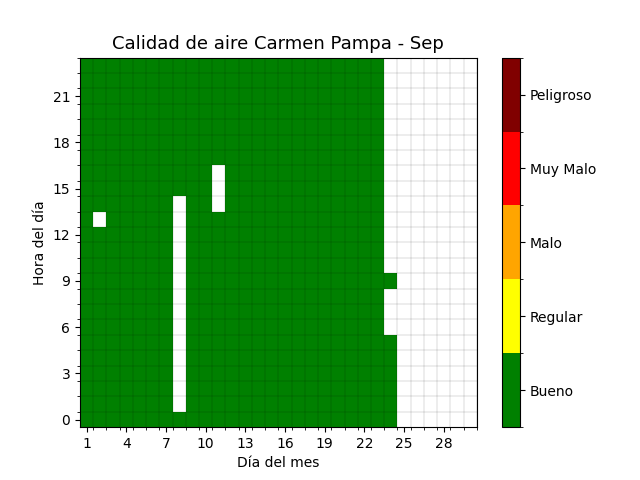 Calidad de aire Carmen Pampa - Sep
Hora del día
21
18
15
12
9
6
3
0
1 4 7 10 13 16 19 22 25 28
Día del mes
Peligroso
Muy Malo
Malo
Regular
Bueno